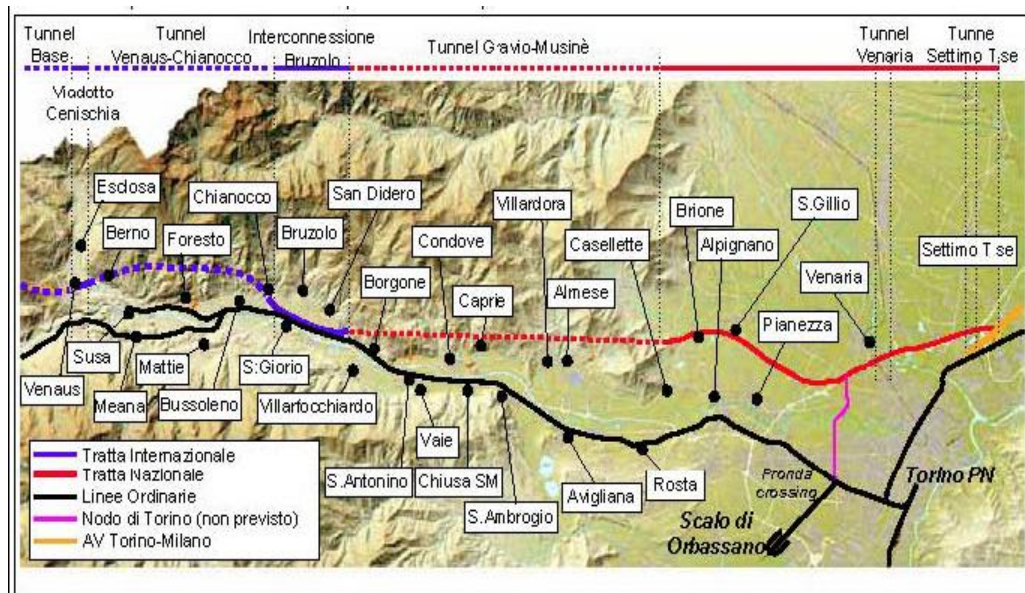 Tunnel
Base
Tunnel
Venaus-Chianocco
Interconnessione
Bruzolo
Tunnel Gravio-Musinè
Tunnel
Venaria
Tunne
Settimo T.se
Viadotto
Cenischia
Esclosa
Berno
Foresto
Chianocco
Bruzolo
San Didero
Borgone
Condove
Caprie
Villardora
Almese
Casellette
Brione
Alpignano
S.Gillio
Venaria
Pianezza
Settimo T.se
Venaus
Susa
Meana
Mattie
Bussoleno
S:Giorio
Villarfocchiardo
S.Antonino
Vaie
Chiusa SM
S.Ambrogio
Avigliana
Rosta
Pronda
crossing
Scalo di
Orbassano
Torino PN
Tratta Internazionale
Tratta Nazionale
Linee Ordinarie
Nodo di Torino (non previsto)
AV Torino-Milano